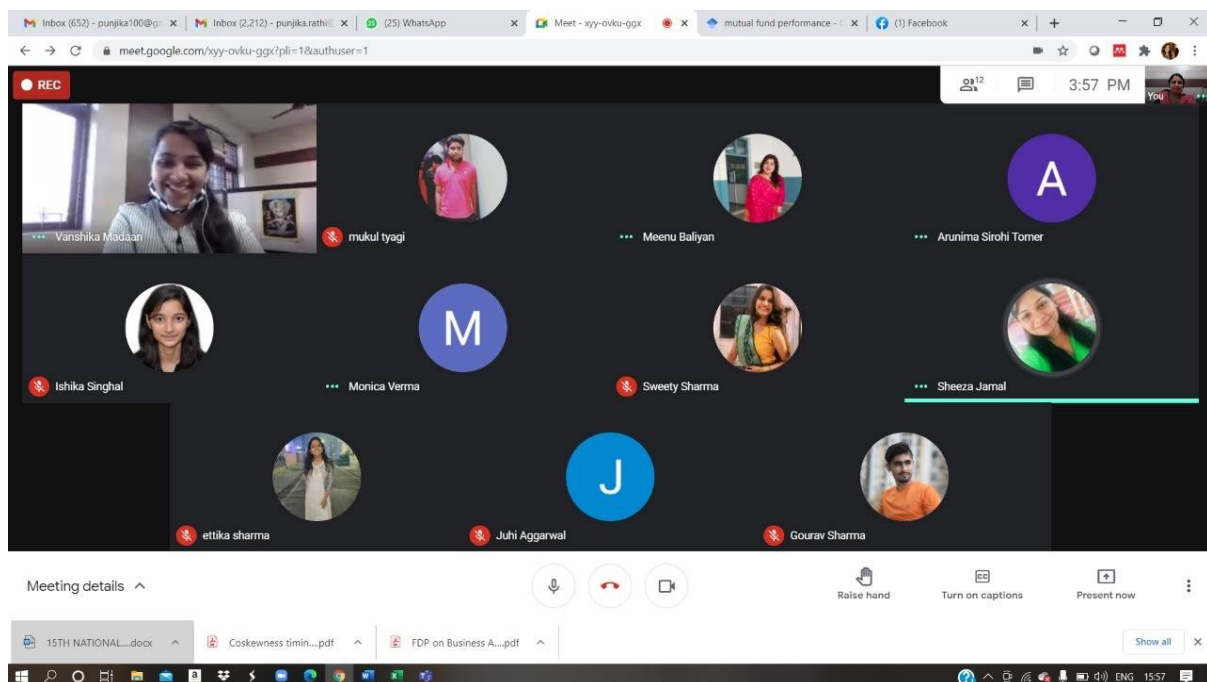 Inbox (652) - punjika100@gn
Inbox (2,212) - punjika.rathi
(25) WhatsApp
Meet - xyy-ovku-ggx
mutual fund performance -
(1) Facebook
meet.google.com/xyy-ovku-ggx?pli=1&authuser=1
REC
12
3:57 PM
You
Vanshika Madaan
mukul tyagi
Meenu Baliyan
A
Arunima Sirohi Tomer
Ishika Singhal
M
Monica Verma
Sweety Sharma
Sheeza Jamal
ettika sharma
J
Juhi Aggarwal
Gourav Sharma
Meeting details
Raise hand
CC
Turn on captions
Present now
15TH NATIONAL....docx
Coskewness timin....pdf
FDP on Business A....pdf
Show all
ENG
15:57